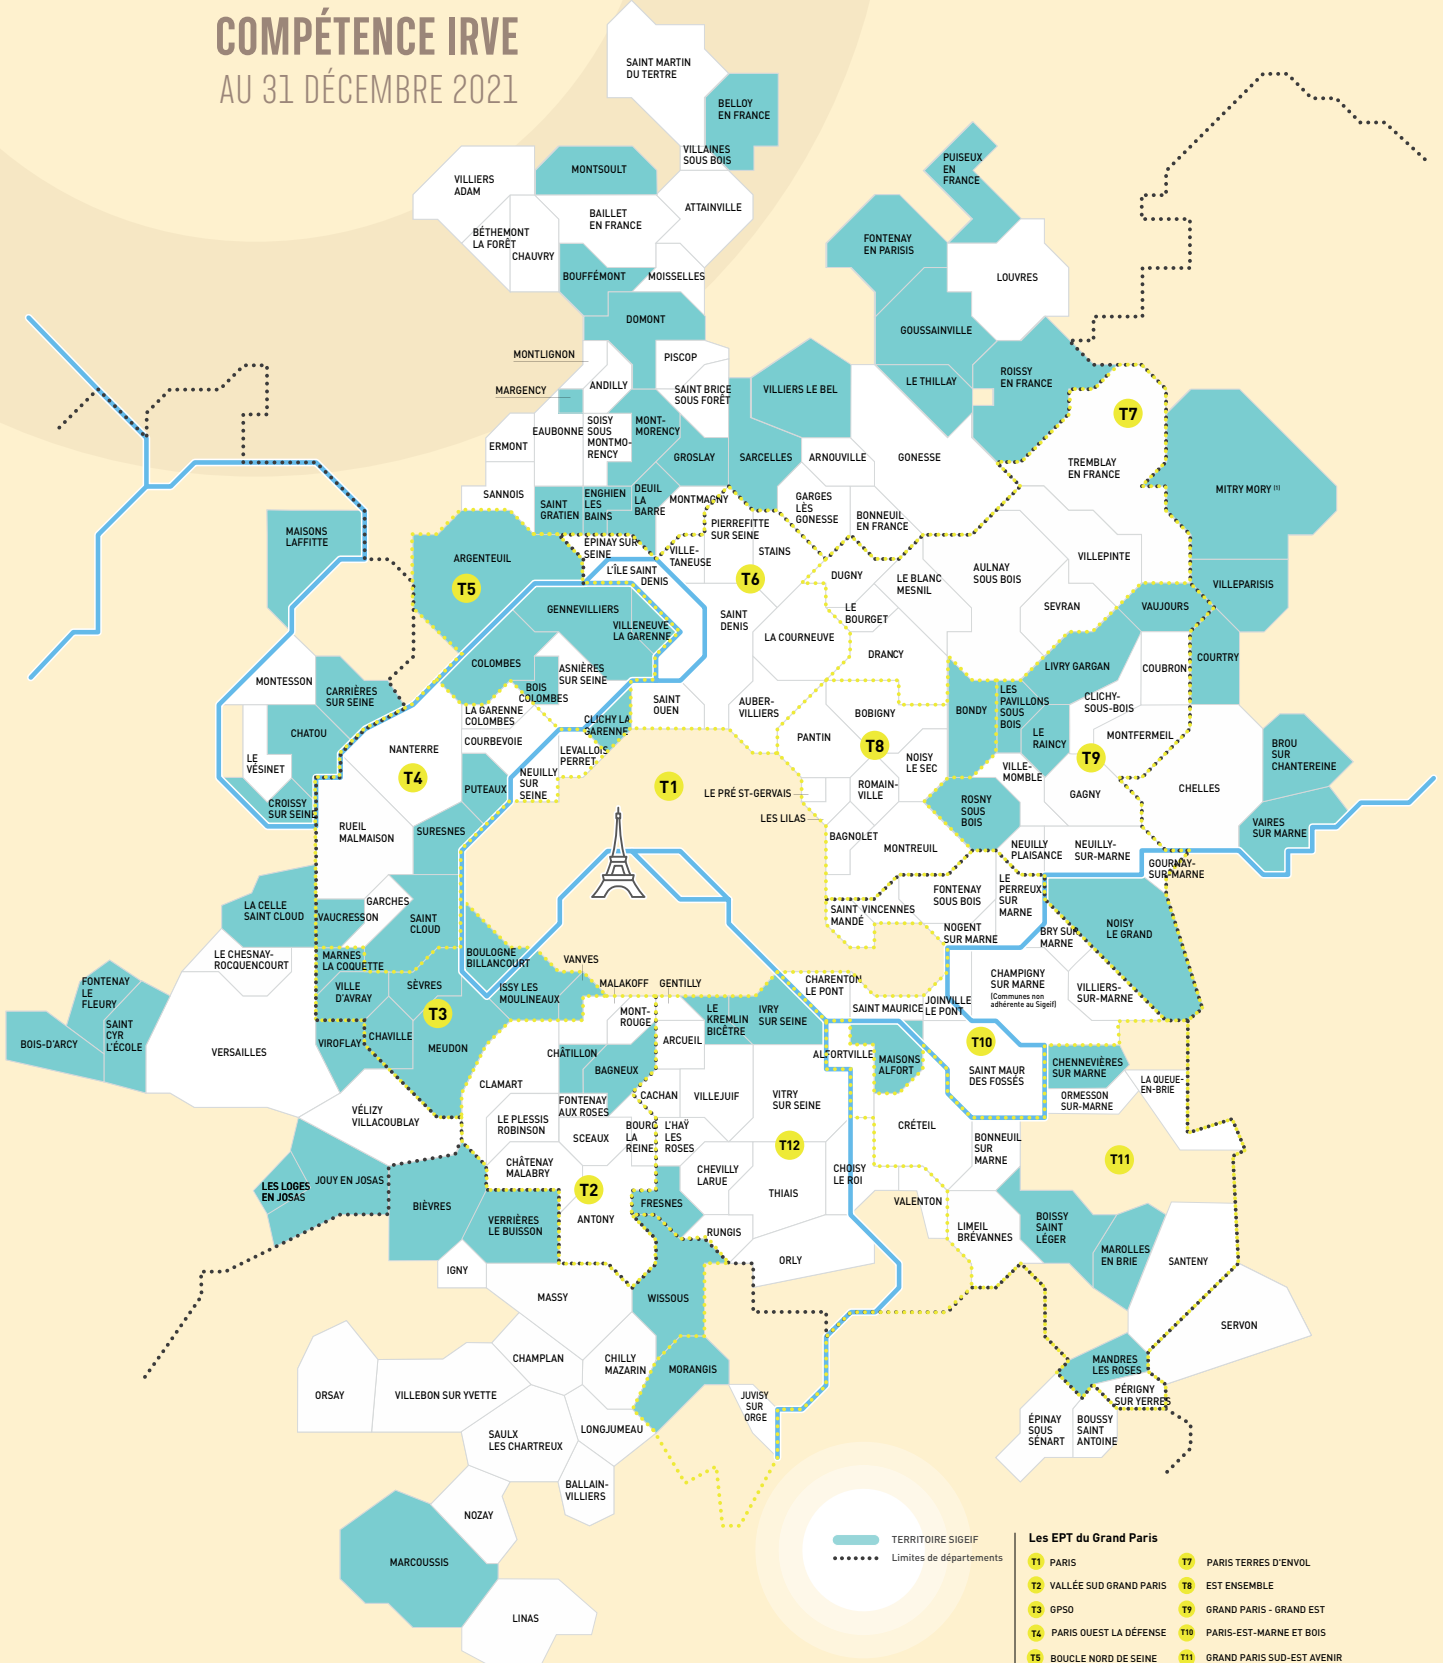 COMPÉTENCE IRVE
AU 31 DÉCEMBRE 2021
SAINT MARTIN
DU TERTRE
BELLOY
EN FRANCE
VILLAINES
SOUS BOIS
MONTSOULT
VILLIERS
ADAM
ATTAINVILLE
BAILLET
EN FRANCE
BÉTHEMONT
LA FORÊT
CHAUVRY
BOUFFÉMONT
MOISSELLES
PUISEUX
EN
FRANCE
FONTENAY
EN PARISIS
LOUVRES
DOMONT
GOUSSAINVILLE
MONTLIGNON
PISCOP
MARGENCY
ANDILLY
SAINT BRICE
SOUS FORÊT
VILLIERS LE BEL
LE THILLAY
ROISSY
EN FRANCE
T7
EAUBONNE
SOISY
SOUS
MONTMO-
RENCY
MONT-
MORENCY
ERMONT
GROSLAY
SARCELLES
ARNOUVILLE
GONESSE
TREMBLAY
EN FRANCE
MITRY MORY (1)
SANNOIS
SAINT
GRATIEN
ENGHIEN
LES
BAINS
DEUIL
LA
BARRE
MONTMAGNY
GARGES
LÈS
GONESSE
BONNEUIL
EN FRANCE
MAISONS
LAFFITTE
PIERREFITTE
SUR SEINE
ARGENTEUIL
T5
ÉPINAY SUR
SEINE
VILLE-
TANEUSE
STAINS
L'ÎLE SAINT
DENIS
T6
DUGNY
LE BLANC
MESNIL
AULNAY
SOUS BOIS
VILLEPINTE
VILLEPARISIS
GENNEVILLIERS
VILLENEUVE
LA GARENNE
SAINT
DENIS
LE
BOURGET
SEVRAN
VAUJOURS
LA COURNEUVE
COLOMBES
ASNIÈRES
SUR SEINE
DRANCY
LIVRY GARGAN
COUBRON
COURTRY
MONTESSON
CARRIÈRES
SUR SEINE
BOIS
COLOMBES
LA GARENNE
COLOMBES
CLICHY LA
GARENNE
SAINT
OUEN
AUBER-
VILLIERS
BOBIGNY
BONDY
LES
PAVILLONS
SOUS
BOIS
CLICHY-
SOUS-BOIS
CHATOU
COURBEVOIE
LEVALLOIS
PERRET
PANTIN
T8
NOISY
LE SEC
LE
RAINCY
MONTFERMEIL
BROU
SUR
CHANTEREINE
LE
VÉSINET
NANTERRE
T4
NEUILLY
SUR
SEINE
T1
VILLE-
MOMBLE
T9
GAGNY
CHELLES
PUTEAUX
LE PRÉ ST-GERVAIS
ROMAIN-
VILLE
ROSNY
SOUS
BOIS
CROISSY
SUR SEINE
LES LILAS
RUEIL
MALMAISON
SURESNES
BAGNOLET
MONTREUIL
NEUILLY
PLAISANCE
NEUILLY-
SUR-MARNE
VAIRES
SUR MARNE
GOURNAY-
SUR-MARNE
LA CELLE
SAINT CLOUD
GARCHES
VAUCRESSON
SAINT
CLOUD
SAINT
MANDÉ
VINCENNES
FONTENAY
SOUS BOIS
LE
PERREUX
SUR
MARNE
NOISY
LE GRAND
NOGENT
SUR MARNE
BRY SUR
MARNE
LE CHESNAY-
ROCQUENCOURT
MARNES
LA COQUETTE
BOULOGNE
BILLANCOURT
VANVES
FONTENAY
LE
FLEURY
VILLE
D'AVRAY
SÈVRES
ISSY LES
MOULINEAUX
MALAKOFF
GENTILLY
CHARENTON
LE PONT
CHAMPIGNY
SUR MARNE
(Communes non
adhérente au Sigeif)
VILLIERS-
SUR-MARNE
T3
MONT-
ROUGE
LE
KREMLIN
BICÊTRE
IVRY
SUR SEINE
SAINT MAURICE
JOINVILLE
LE PONT
SAINT
CYR
L'ÉCOLE
BOIS-D'ARCY
VERSAILLES
VIROFLAY
CHAVILLE
MEUDON
CHÂTILLON
ARCUEIL
ALFORTVILLE
MAISONS
ALFORT
T10
SAINT MAUR
DES FOSSÉS
CHENNEVIÈRES
SUR MARNE
BAGNEUX
CLAMART
LA QUEUE-
EN-BRIE
ORMESSON
SUR-MARNE
VÉLIZY
VILLACOUBLAY
FONTENAY
AUX ROSES
CACHAN
VILLEJUIF
VITRY
SUR SEINE
LE PLESSIS
ROBINSON
SCEAUX
BOURG
LA
REINE
L'HAŸ
LES
ROSES
T12
CRÉTEIL
BONNEUIL
SUR
MARNE
T11
CHÂTENAY
MALABRY
CHEVILLY
LARUE
THIAIS
CHOISY
LE ROI
LES LOGES
EN JOSAS
JOUY EN JOSAS
BIÈVRES
VERRIÈRES
LE BUISSON
T2
ANTONY
FRESNES
VALENTON
RUNGIS
LIMEIL
BRÉVANNES
BOISSY
SAINT
LÉGER
MAROLLES
EN BRIE
SANTENY
ORLY
IGNY
MASSY
WISSOUS
SERVON
CHAMPLAN
CHILLY
MAZARIN
MORANGIS
MANDRES
LES ROSES
ORSAY
VILLEBON SUR YVETTE
JUVISY
SUR
ORGE
PÉRIGNY
SUR YERRES
SAULX
LES CHARTREUX
LONGJUMEAU
ÉPINAY
SOUS
SÉNART
BOUSSY
SAINT
ANTOINE
BALLAIN-
VILLIERS
NOZAY
MARCOUSSIS
LINAS
TERRITOIRE SIGEIF
Limites de départements
Les EPT du Grand Paris
T1 PARIS
T2 VALLÉE SUD GRAND PARIS
T3 GPSO
T4 PARIS OUEST LA DÉFENSE
T5 BOUCLE NORD DE SEINE
T7 PARIS TERRES D'ENVOL
T8 EST ENSEMBLE
T9 GRAND PARIS - GRAND EST
T10 PARIS-EST-MARNE ET BOIS
T11 GRAND PARIS SUD-EST AVENIR